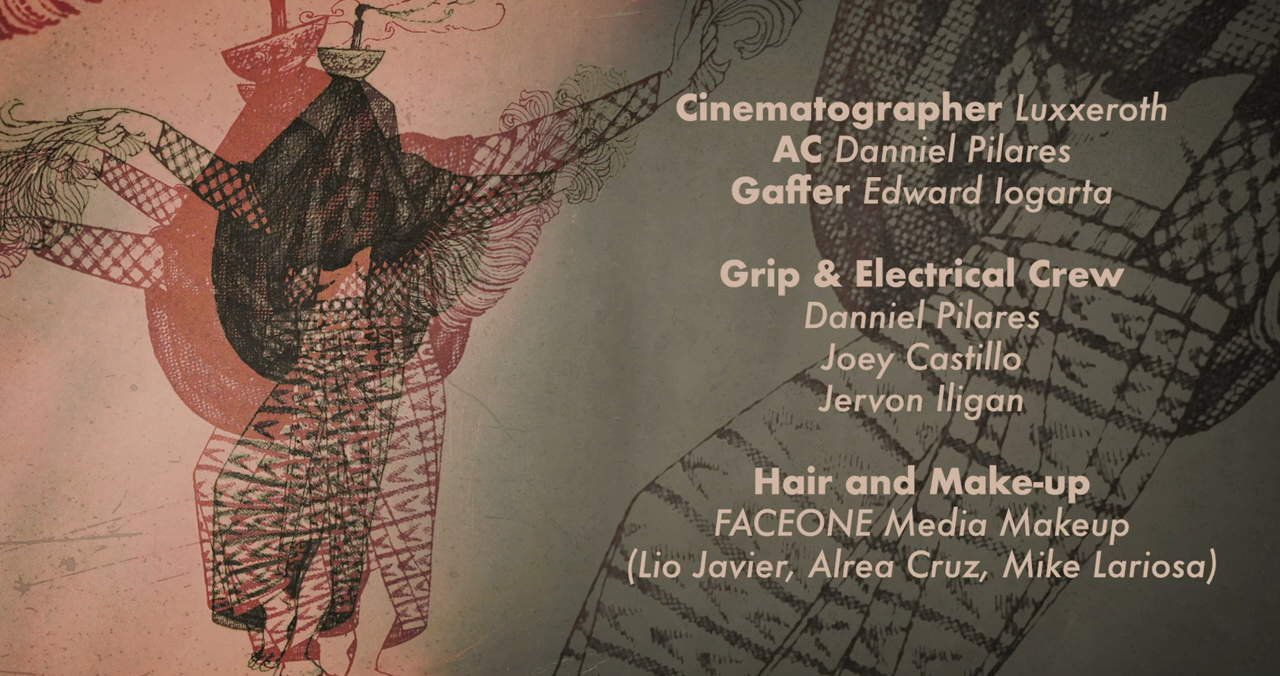 Cinematographer Luxxeroth
AC Danniel Pilares
Gaffer Edward Iogarta
Grip & Electrical Crew
Danniel Pilares
Joey Castillo
Jervon Iligan
Hair and Make-up
FACEONE Media Makeup
(Lio Javier, Alrea Cruz, Mike Lariosa)